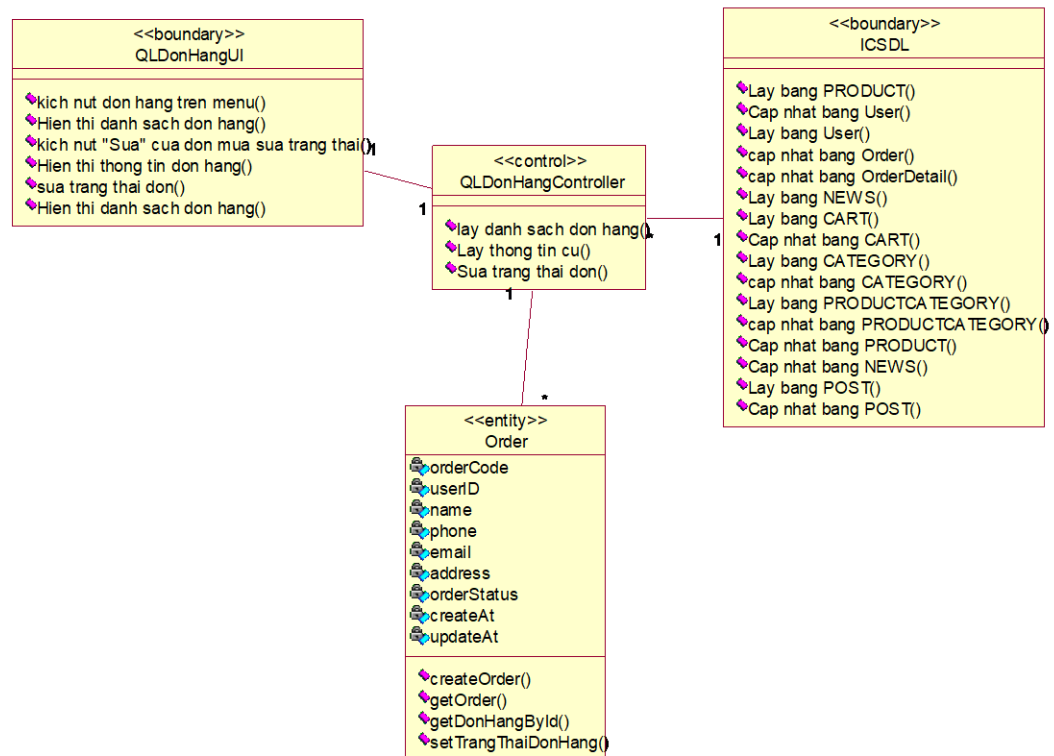 <<boundary>>
QLDonHangUI
kich nut don hang tren menu()
Hien thi danh sach don hang()
kich nut "Sua" cua don mua sua trang thai()
Hien thi thong tin don hang()
sua trang thai don()
Hien thi danh sach don hang()
1
1
<<control>>
QLDonHangController
lay danh sach don hang()
Lay thong tin cu()
Sua trang thai don()
*
1
1
*
<<boundary>>
ICSDL
Lay bang PRODUCT()
Cap nhat bang User()
Lay bang User()
cap nhat bang Order()
cap nhat bang OrderDetail()
Lay bang NEWS()
Lay bang CART()
Cap nhat bang CART()
Lay bang CATEGORY()
cap nhat bang CATEGORY()
Lay bang PRODUCTCATEGORY()
cap nhat bang PRODUCTCATEGORY()
Cap nhat bang PRODUCT()
Cap nhat bang NEWS()
Lay bang POST()
Cap nhat bang POST()
<<entity>>
Order
orderCode
userID
name
phone
email
address
orderStatus
createAt
updateAt
createOrder()
getOrder()
getDonHangById()
setTrangThaiDonHang()